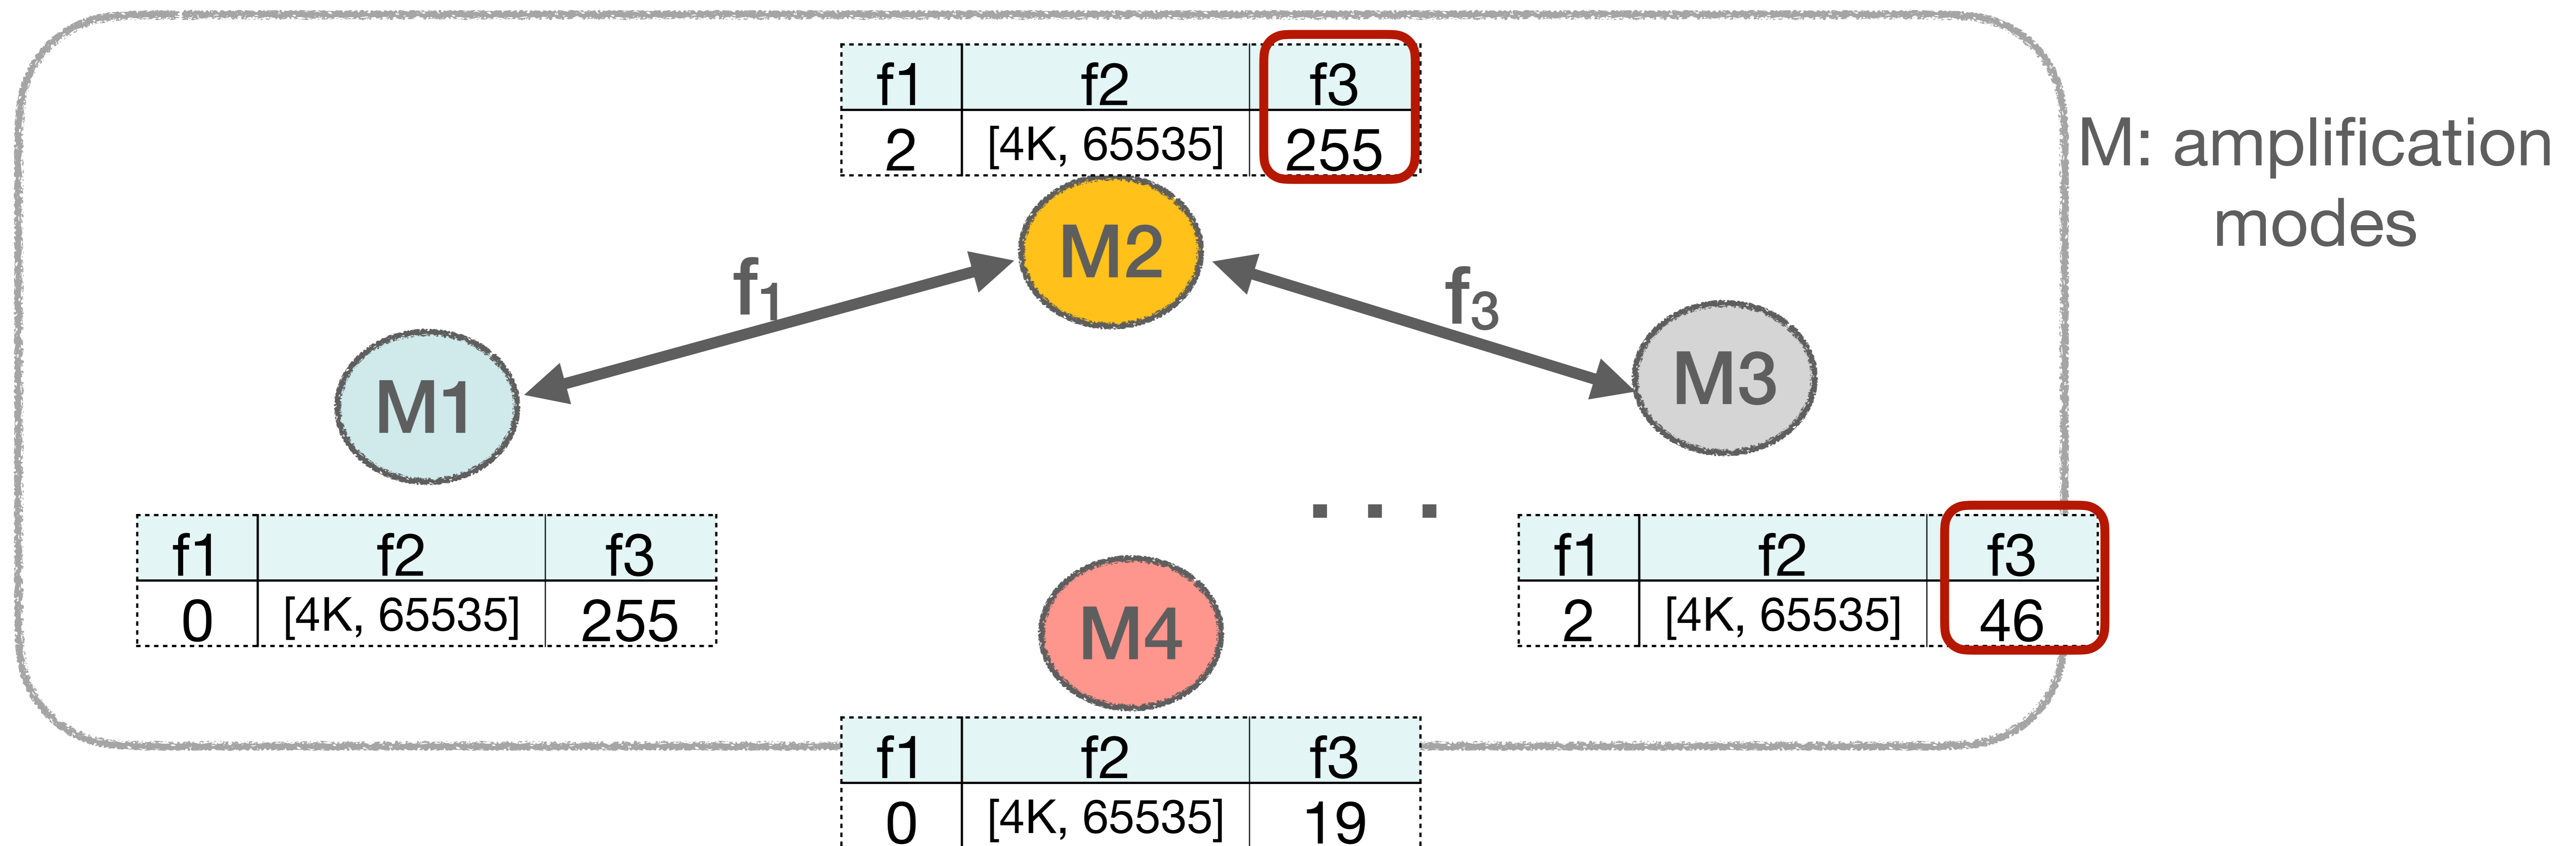 f1 f2 f3
2 [4K, 65535] 255
M: amplification
modes
M2
f1
f3
M1
M3
. . .
f1 f2 f3
0 [4K, 65535] 255
f1 f2 f3
2 [4K, 65535] 46
M4
f1 f2 f3
0 [4K, 65535] 19